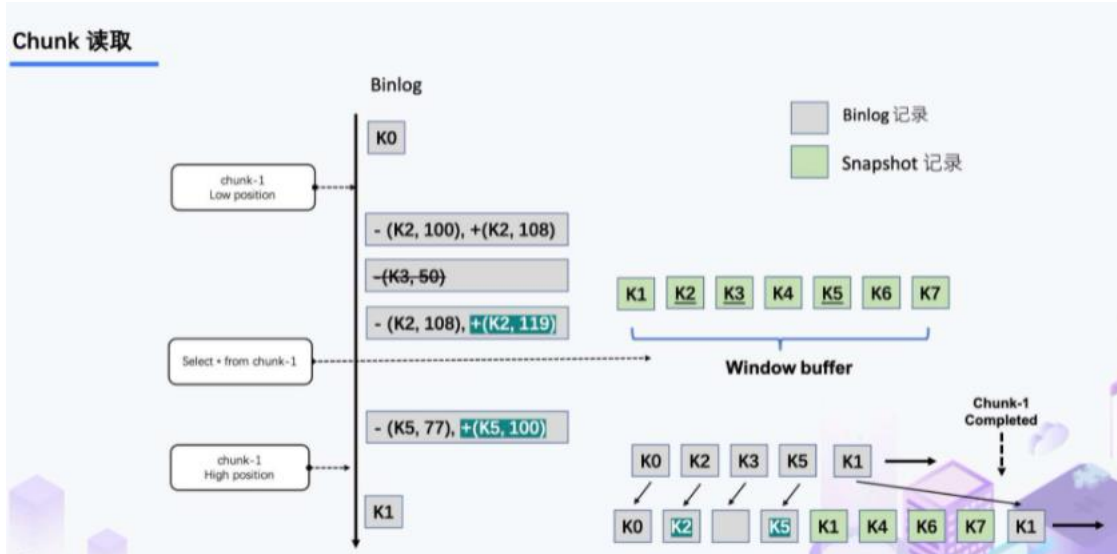 Chunk 读取
Binlog
K0
Binlog 记录
Snapshot 记录
chunk-1
Low position
- (K2, 100), +(K2, 108)
-(K3, 50)
- (K2, 108), +(K2, 119)
K1 K2 K3 K4 K5 K6 K7
Select * from chunk-1
Window buffer
- (K5, 77), +(K5, 100)
Chunk-1
Completed
chunk-1
High position
K0 K2 K3 K5 K1
K1
K0 K2 K5 K1 K4 K6 K7 K1